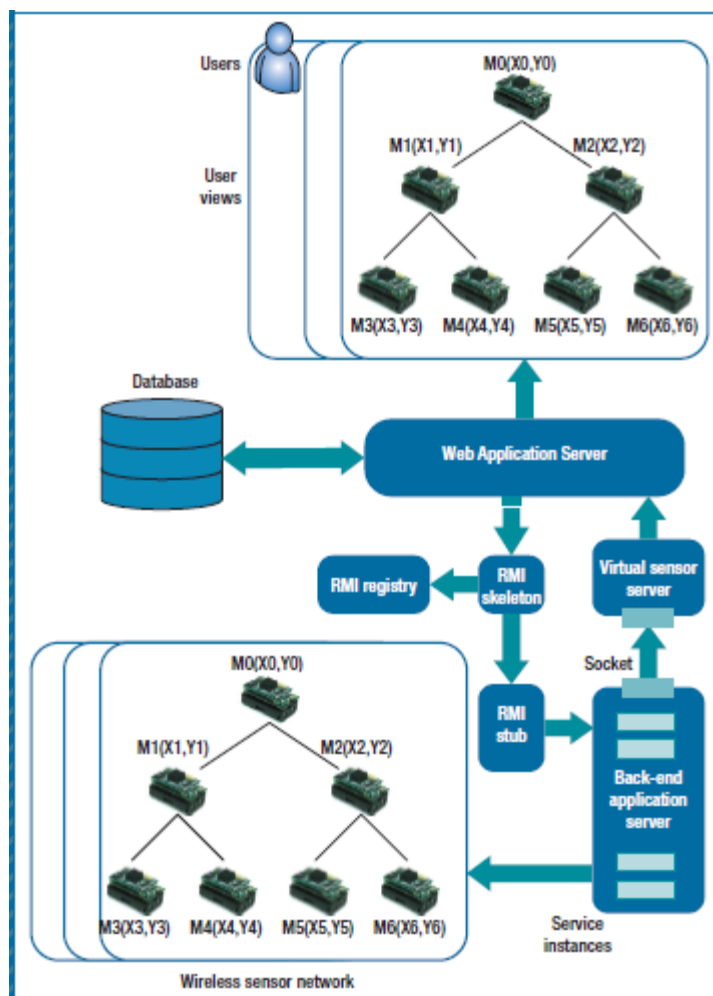 Users
M0(X0,Y0)
M1(X1,Y1)
M2(X2,Y2)
User
views
M3(X3,Y3)
M4(X4,Y4)
M5(X5,Y5)
M6(X6,Y6)
Database
Web Application Server
RMI registry
RMI
skeleton
Virtual sensor
server
Socket
M0(X0,Y0)
RMI
stub
M1(X1,Y1)
M2(X2,Y2)
Back-end
application
server
M3(X3,Y3)
M4(X4,Y4)
M5(X5,Y5)
M6(X6,Y6)
Service
instances
Wireless sensor network